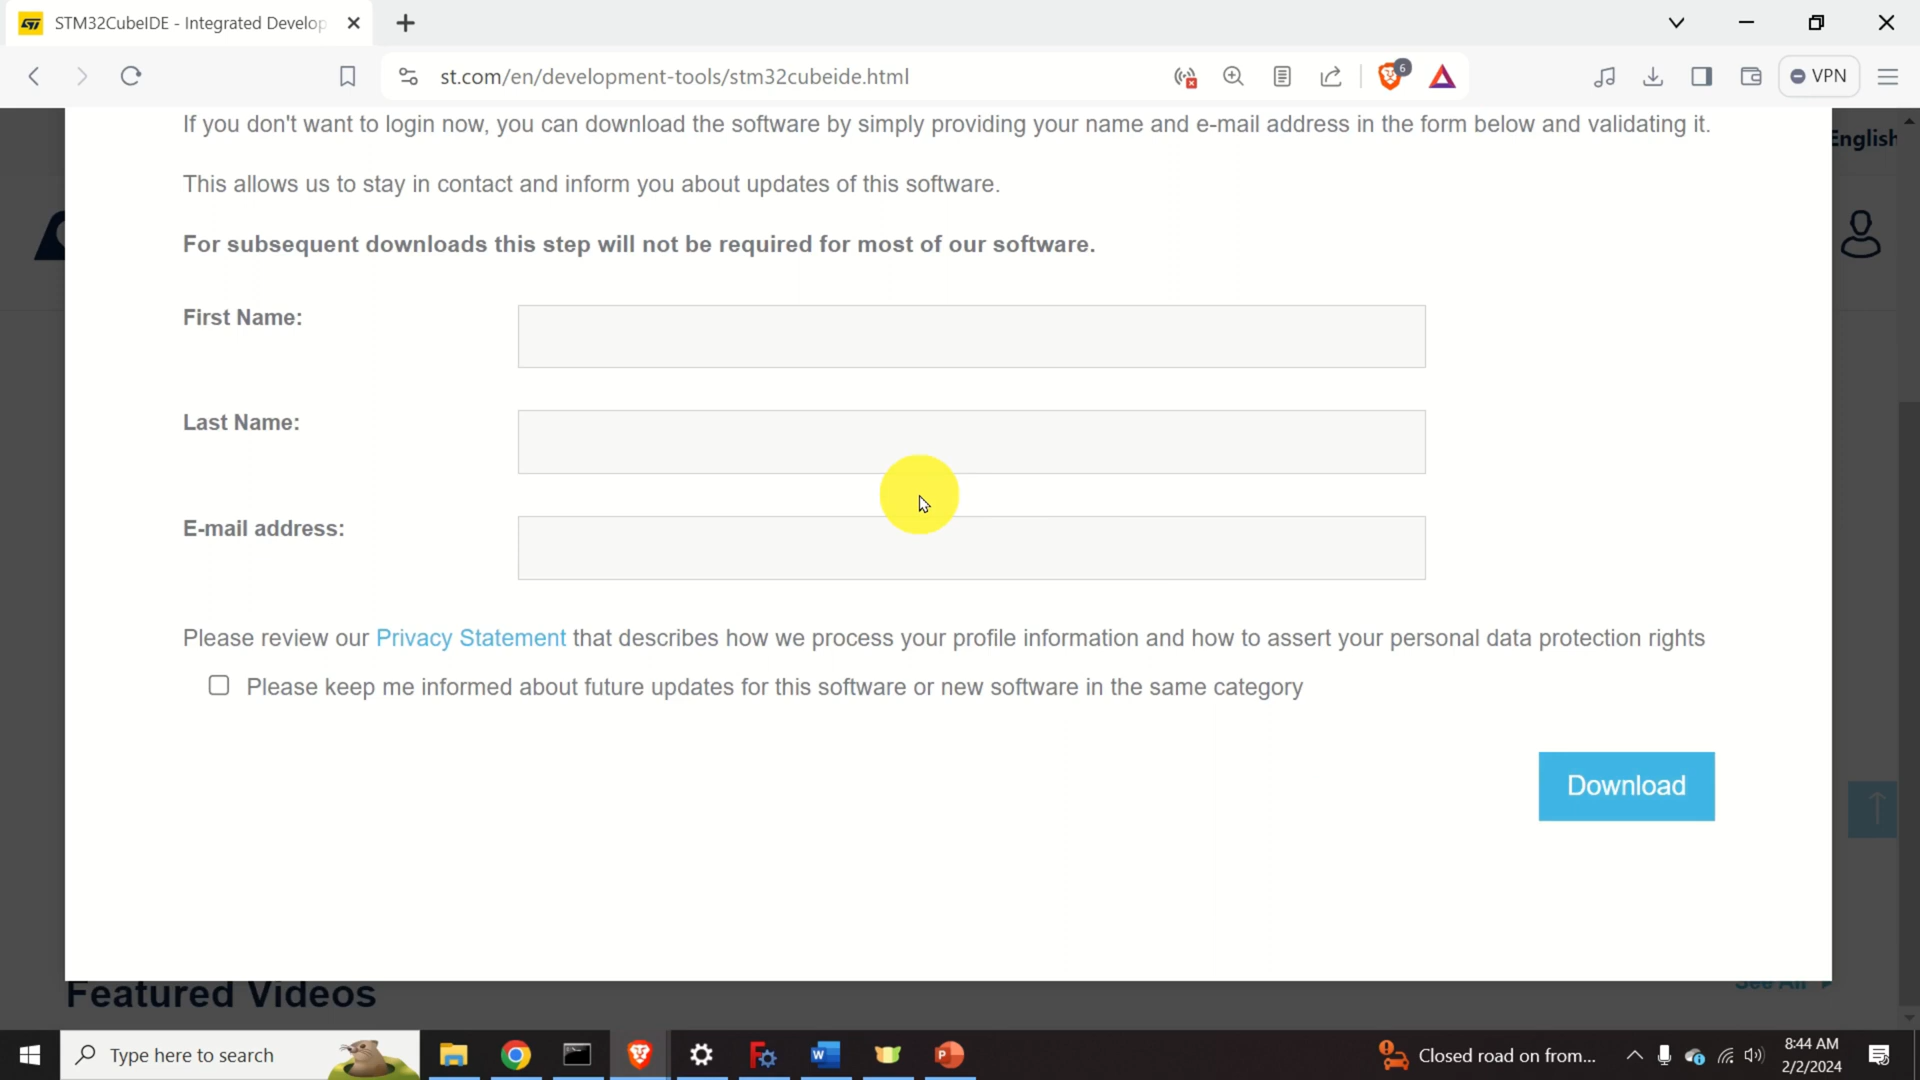 STM32CubeIDE - Integrated Develop
st.com/en/development-tools/stm32cubeide.html
6
VPN
If you don't want to login now, you can download the software by simply providing your name and e-mail address in the form below and validating it.
English
This allows us to stay in contact and inform you about updates of this software.
For subsequent downloads this step will not be required for most of our software.
First Name:
Last Name:
E-mail address:
Please review our Privacy Statement that describes how we process your profile information and how to assert your personal data protection rights
Please keep me informed about future updates for this software or new software in the same category
Download
Featured Videos
See All
Type here to search
Closed road on from...
8:44 AM
2/2/2024